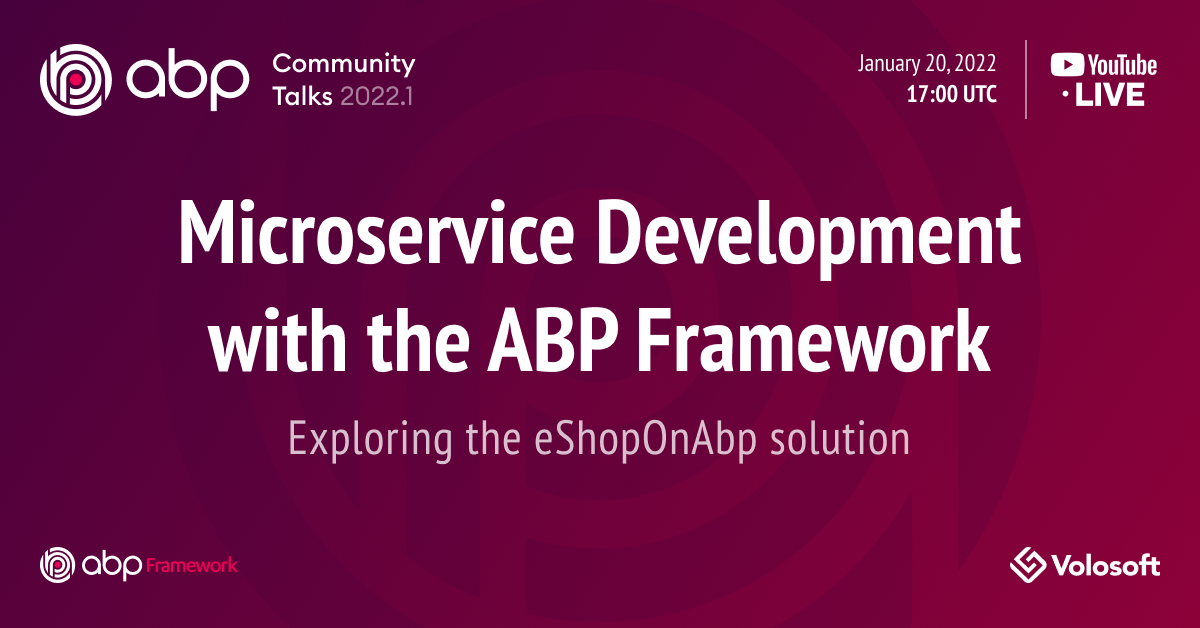 abp
Community
Talks 2022.1
January 20, 2022
17:00 UTC
YouTube
LIVE
Microservice Development
with the ABP Framework
Exploring the eShopOnAbp solution
abp Framework
Volosoft